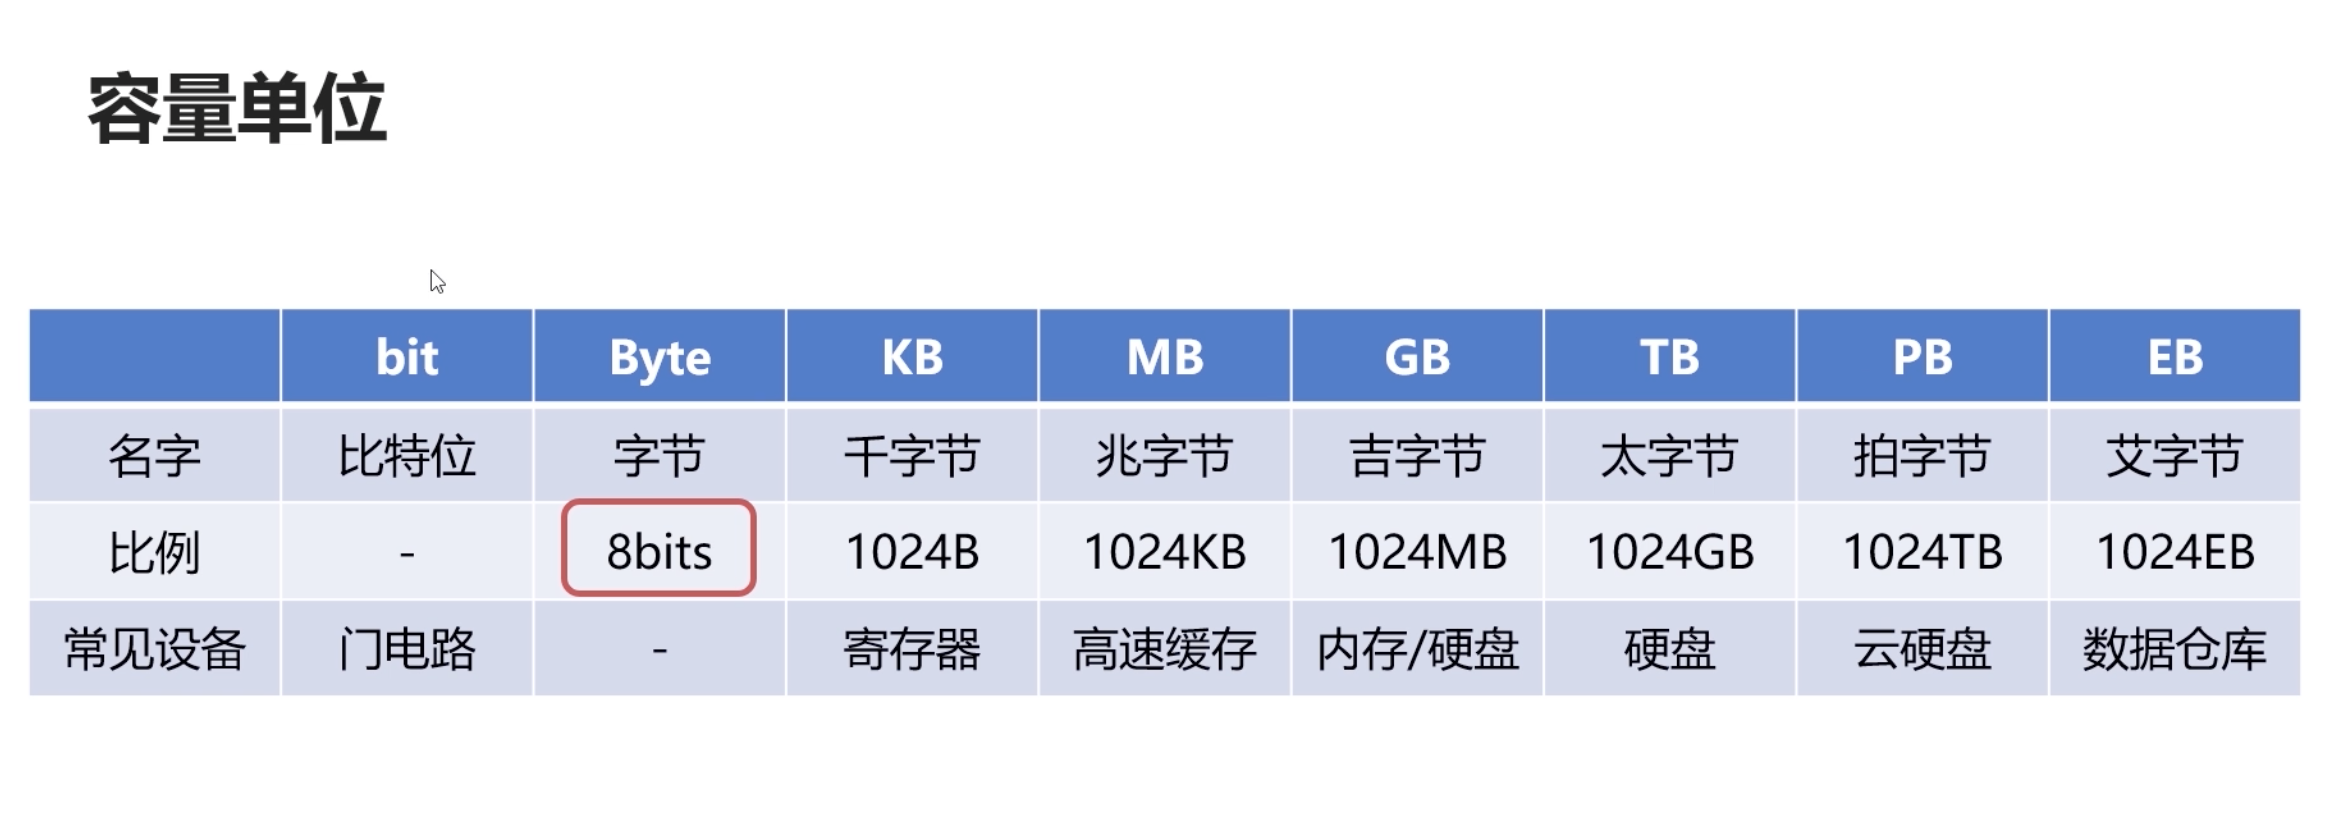 容量单位
bit Byte KB MB GB TB PB EB
名字 比特位 字节 千字节 兆字节 吉字节 太字节 拍字节 艾字节
比例 - 8bits 1024B 1024KB 1024MB 1024GB 1024TB 1024EB
常见设备 门电路 - 寄存器 高速缓存 内存/硬盘 硬盘 云硬盘 数据仓库